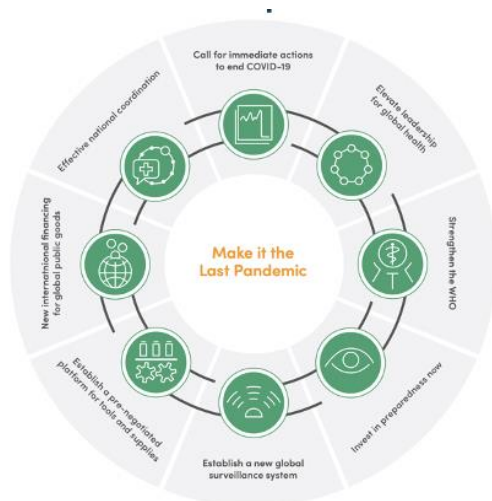 Call for immediate actions
to end COVID-19
Elevate leadership
for global health
Strengthen the WHO
Invest in preparedness now
Establish a new global
surveillance system
Establish a pre-negotiated
platform for tools and supplies
New internatnional financing
for global public goods
Effective national coordination
Make it the
Last Pandemic